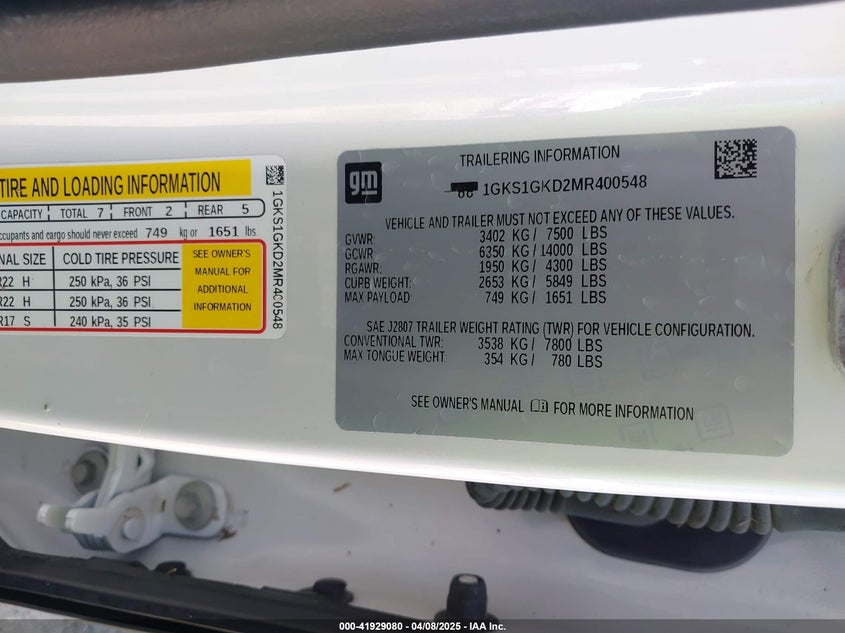 TIRE AND LOADING INFORMATION
CAPACITY TOTAL 7 FRONT 2 REAR 5
occupants and cargo should never exceed 749 kg or 1651 lbs.
NAL SIZE COLD TIRE PRESSURE
R22 H 250 kPa, 36 PSI
R22 H 250 kPa, 36 PSI
R17 S 240 kPa, 35 PSI
SEE OWNER'S
MANUAL FOR
ADDITIONAL
INFORMATION
1GKS1GKD2MR400548
gm
TRAILERING INFORMATION
1GKS1GKD2MR400548
VEHICLE AND TRAILER MUST NOT EXCEED ANY OF THESE VALUES.
GVWR: 3402 KG/ 7500 LBS
GCWR: 6350 KG/ 14000 LBS
RGAWR: 1950 KG/ 4300 LBS
CURB WEIGHT: 2653 KG/ 5849 LBS
MAX PAYLOAD: 749 KG/ 1651 LBS
SAE J2807 TRAILER WEIGHT RATING (TWR) FOR VEHICLE CONFIGURATION.
CONVENTIONAL TWR: 3538 KG/ 7800 LBS
MAX TONGUE WEIGHT: 354 KG/ 780 LBS
SEE OWNER'S MANUAL FOR MORE INFORMATION
000-41929080 - 04/08/2025 - IAA Inc.